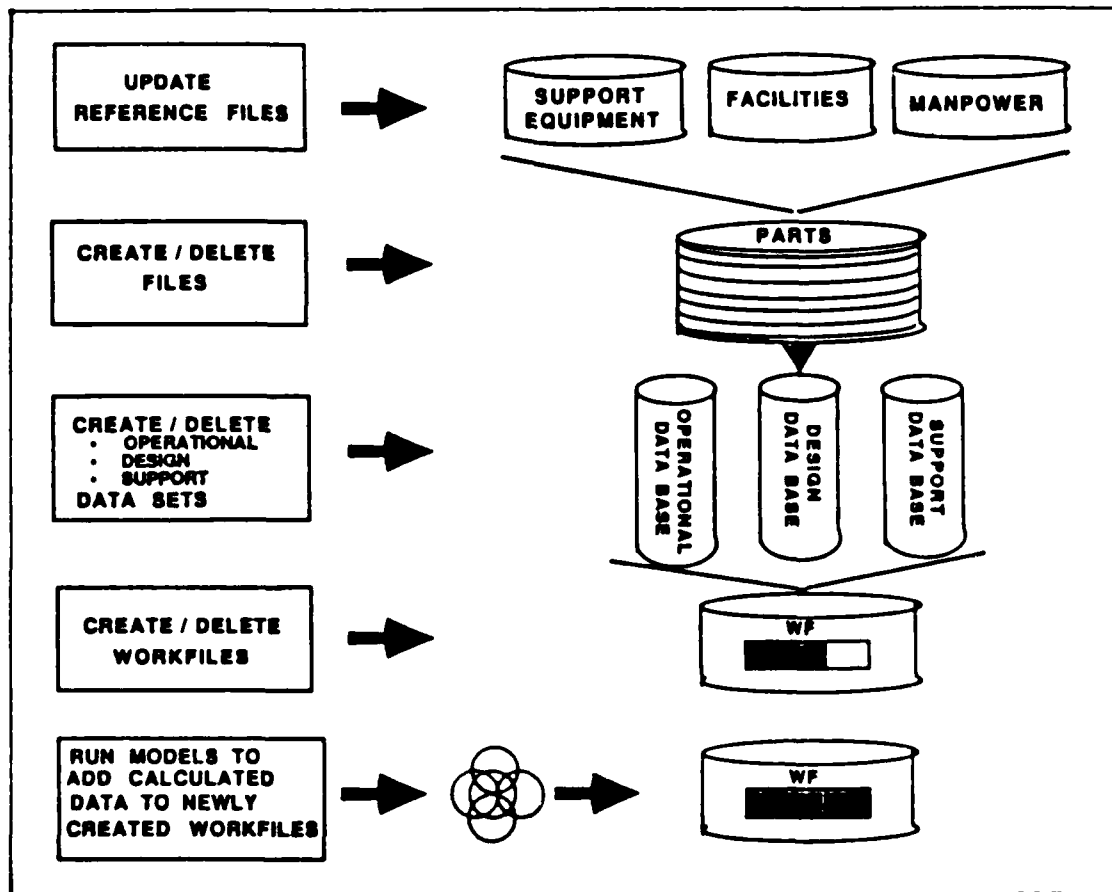 UPDATE
REFERENCE FILES
SUPPORT
EQUIPMENT
FACILITIES
MANPOWER
CREATE / DELETE
FILES
PARTS
CREATE / DELETE
• OPERATIONAL
• DESIGN
• SUPPORT
DATA SETS
OPERATIONAL
DATA BASE
DESIGN
DATA BASE
SUPPORT
DATA BASE
CREATE / DELETE
WORKFILES
WF
RUN MODELS TO
ADD CALCULATED
DATA TO NEWLY
CREATED WORKFILES
WF